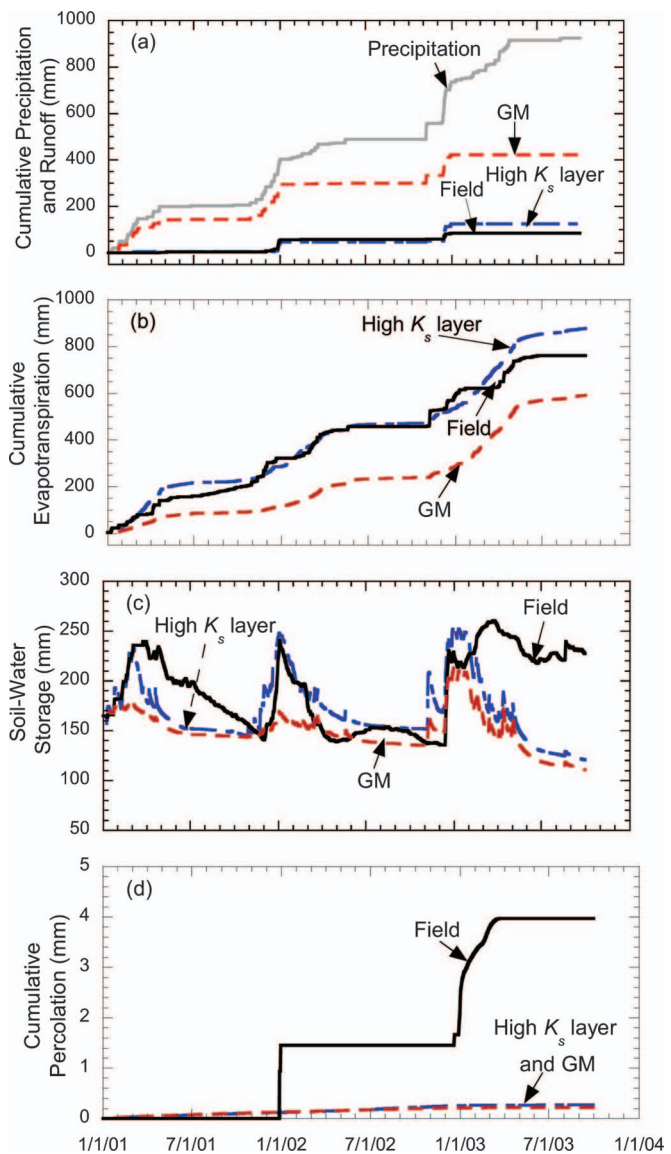 (a)
Precipitation
GM
High Ks layer
Field
Cumulative Precipitation
and Runoff (mm)
1000
800
600
400
200
0
(b)
High Ks layer
Field
GM
Cumulative
Evapotranspiration (mm)
1000
800
600
400
200
0
(c)
High Ks layer
Field
GM
Soil-Water
Storage (mm)
300
250
200
150
100
50
(d)
Field
High Ks layer
and GM
Cumulative
Percolation (mm)
5
4
3
2
1
0
1/1/01 7/1/01 1/1/02 7/1/02 1/1/03 7/1/03 1/1/04